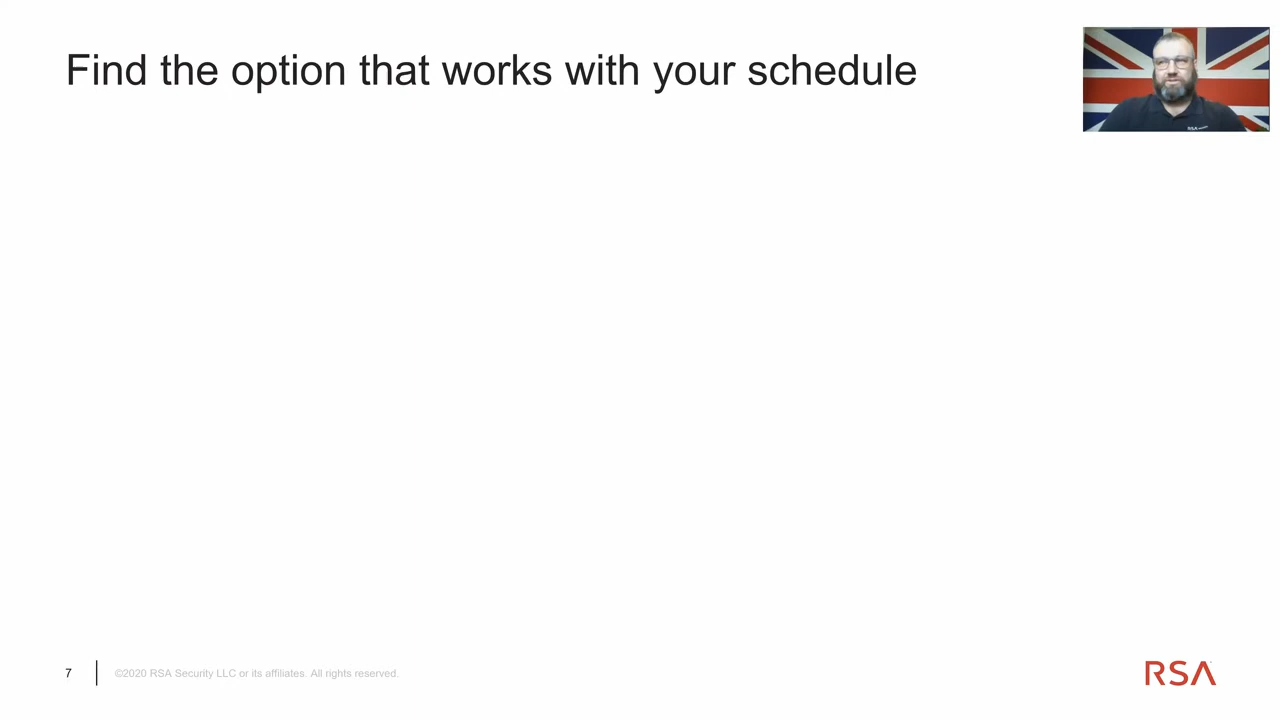 Find the option that works with your schedule
RSA
7
©2020 RSA Security LLC or its affiliates. All rights reserved.
RSA